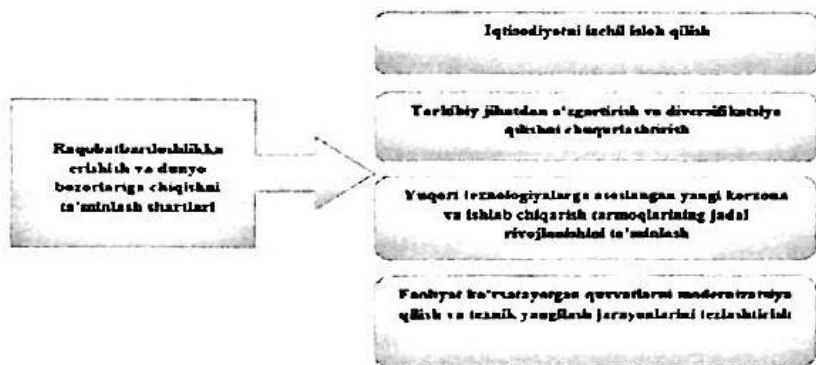 Raqobatbardoshlikka
erishish va dunyo
bozorlariga chiqishni
ta'minlash shartlari
Iqtisodiyotni izchil isloh qilish
Tarkibiy jihatdan o'zgartirish va diversifikatsiya
qilishni chuqurlashtirish
Yuqori texnologiyalarga asoslangan yangi korxona
va ishlab chiqarish tarmoqlarining jadal
rivojlanishini ta'minlash
Faoliyat ko'rsatayotgan quvvatlarni modernizatsiya
qilish va texnik yangilash jarayonlarini tezlashtirish